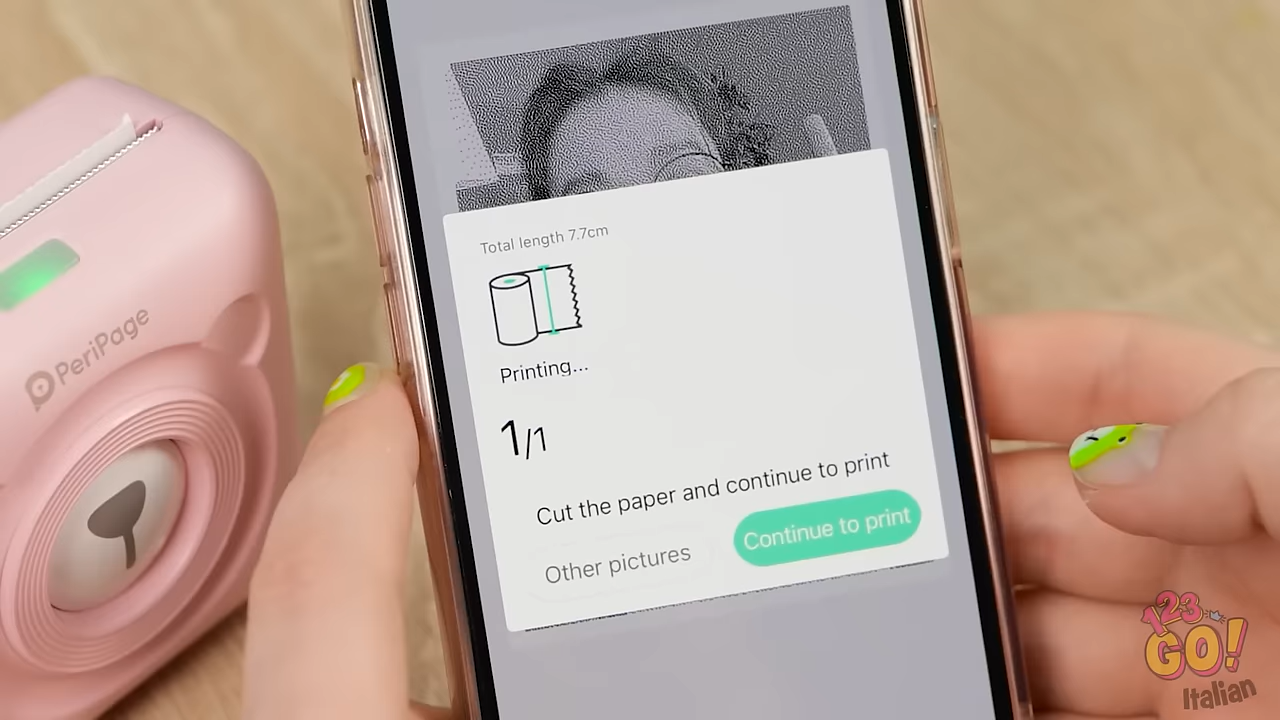 Total length 7.7cm
Printing...
1/1
Cut the paper and continue to print
Other pictures
Continue to print
PeriPage
123
GO!
Italian